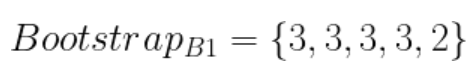 Bootstrap_{B1} = {3, 3, 3, 3, 2}